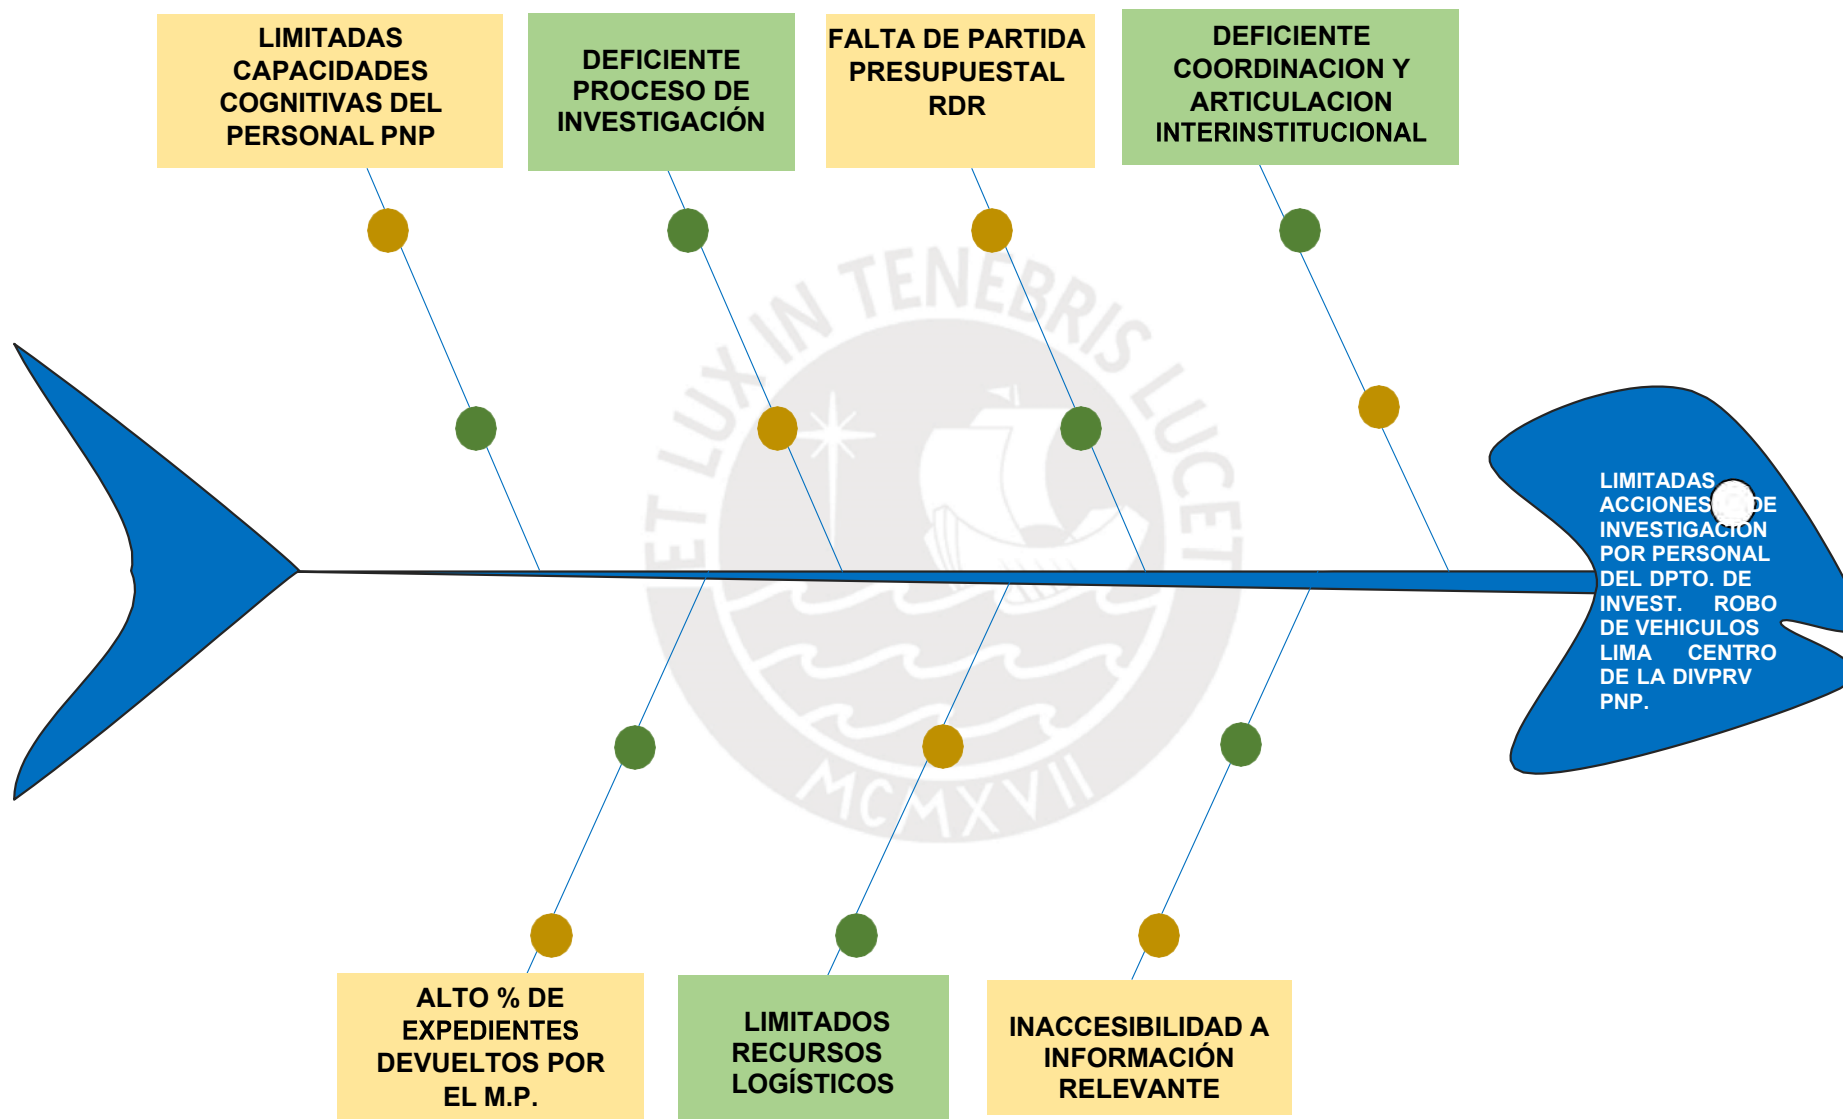 LIMITADAS
CAPACIDADES
COGNITIVAS DEL
PERSONAL PNP
DEFICIENTE
PROCESO DE
INVESTIGACIÓN
FALTA DE PARTIDA
PRESUPUESTAL
RDR
DEFICIENTE
COORDINACION Y
ARTICULACION
INTERINSTITUCIONAL
ET LUX IN TENEBRIS LUCET
MCMXVII
LIMITADAS
ACCIONES DE
INVESTIGACIÓN
POR PERSONAL
DEL DPTO. DE
INVEST. ROBO
DE VEHICULOS
LIMA CENTRO
DE LA DIVPRV
PNP.
ALTO % DE
EXPEDIENTES
DEVUELTOS POR
EL M.P.
LIMITADOS
RECURSOS
LOGÍSTICOS
INACCESIBILIDAD A
INFORMACIÓN
RELEVANTE